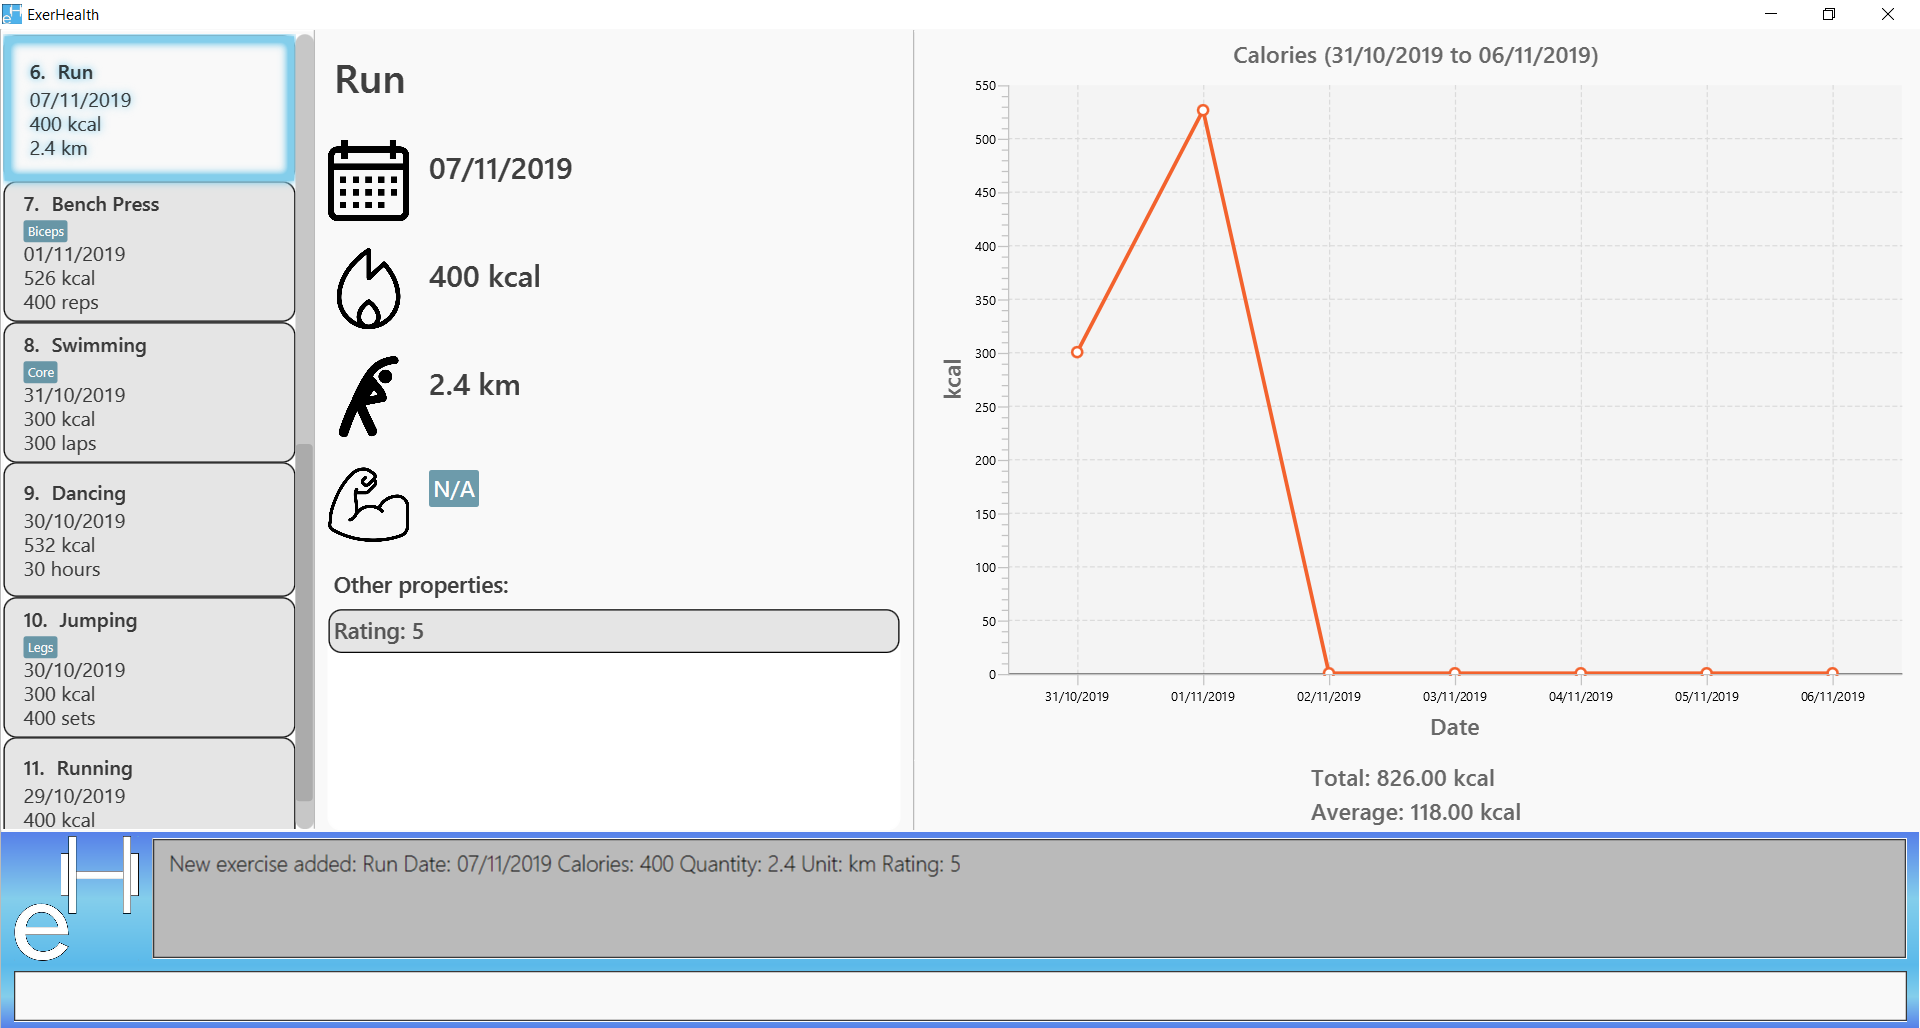 ExerHealth
6. Run
07/11/2019
400 kcal
2.4 km
7. Bench Press
Biceps
01/11/2019
526 kcal
400 reps
8. Swimming
Core
31/10/2019
300 kcal
300 laps
9. Dancing
30/10/2019
532 kcal
30 hours
10. Jumping
Legs
30/10/2019
300 kcal
400 sets
11. Running
29/10/2019
400 kcal
Run
07/11/2019
400 kcal
2.4 km
N/A
Other properties:
Rating: 5
Calories (31/10/2019 to 06/11/2019)
550
500
450
400
350
300
250
200
150
100
50
0
kcal
31/10/2019 01/11/2019 02/11/2019 03/11/2019 04/11/2019 05/11/2019 06/11/2019
Date
Total: 826.00 kcal
Average: 118.00 kcal
eH
New exercise added: Run Date: 07/11/2019 Calories: 400 Quantity: 2.4 Unit: km Rating: 5